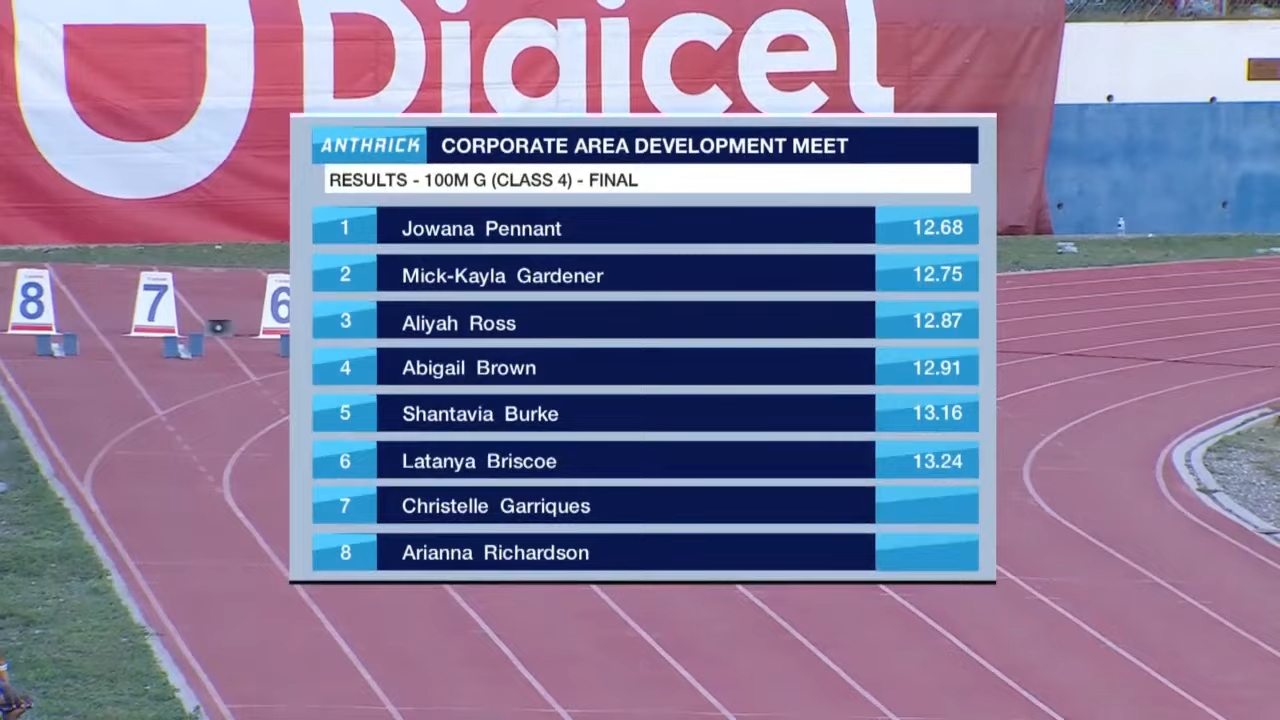 Digicel
ANTHRICK CORPORATE AREA DEVELOPMENT MEET
RESULTS - 100M G (CLASS 4) - FINAL
1 Jowana Pennant 12.68
2 Mick-Kayla Gardener 12.75
3 Aliyah Ross 12.87
4 Abigail Brown 12.91
5 Shantavia Burke 13.16
6 Latanya Briscoe 13.24
7 Christelle Garriques
8 Arianna Richardson
8 7 6